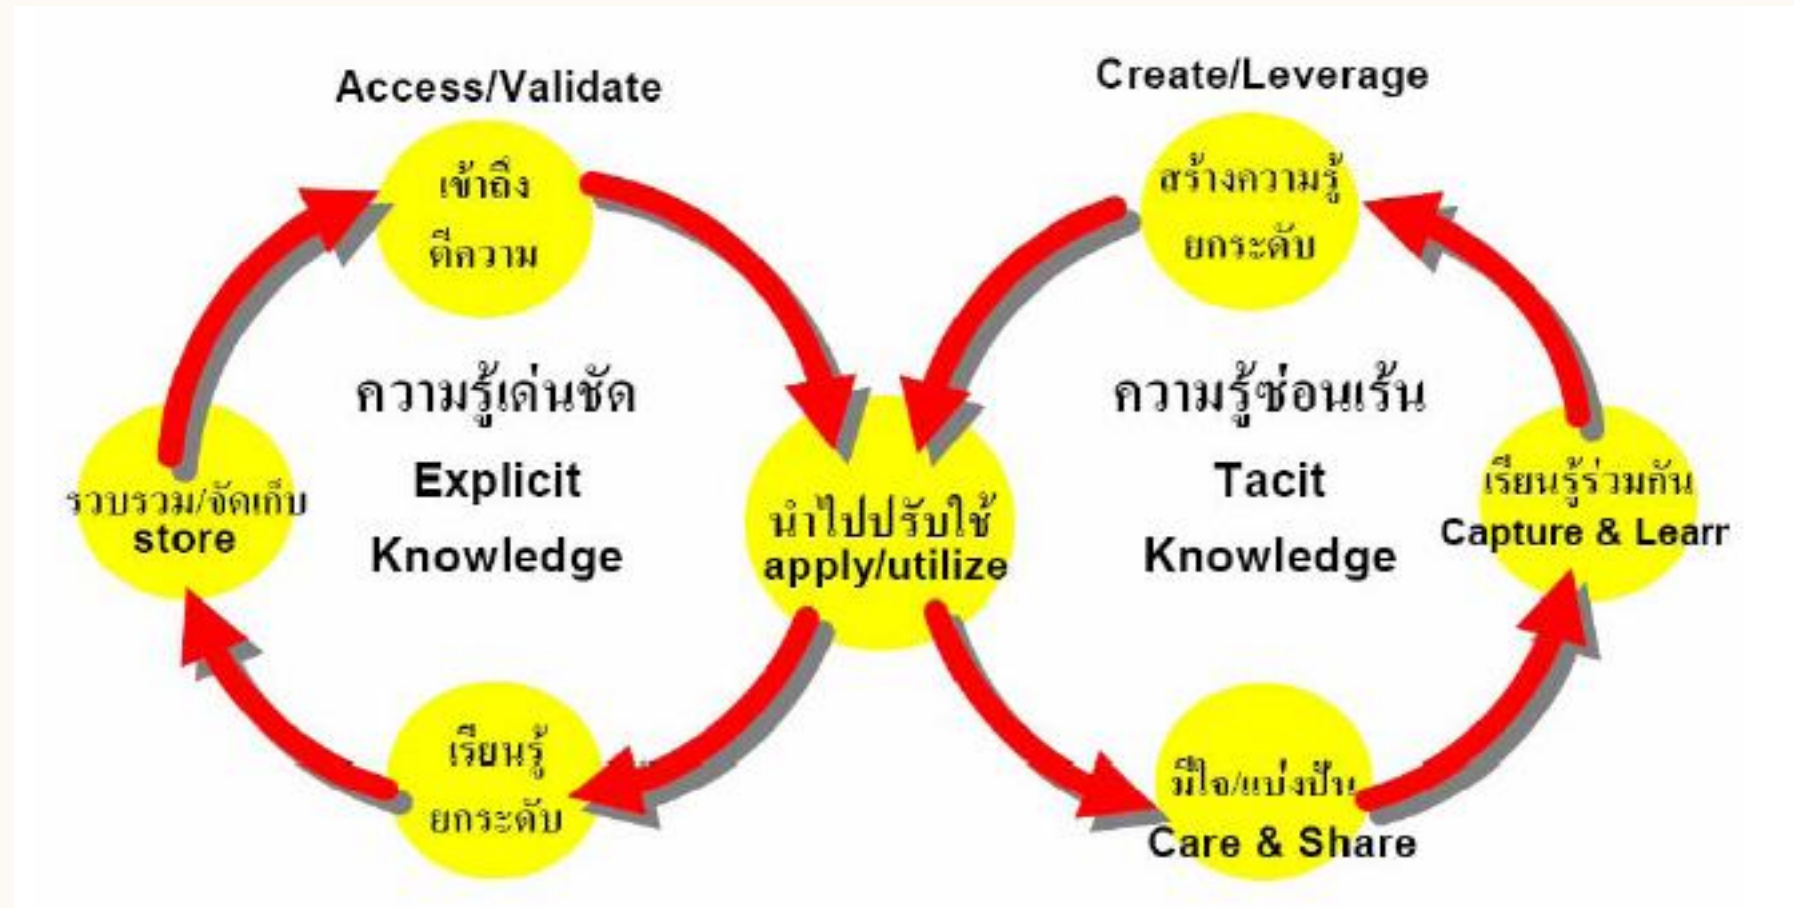 Access/Validate
เข้าถึง
ตีความ
ความรู้เด่นชัด
Explicit
Knowledge
รวบรวม/จัดเก็บ
store
เรียนรู้
ยกระดับ
นำไปปรับใช้
apply/utilize
Create/Leverage
สร้างความรู้
ยกระดับ
ความรู้ซ่อนเร้น
Tacit
Knowledge
เรียนรู้ร่วมกัน
Capture & Learr
มีใจ/แบ่งปัน
Care & Share